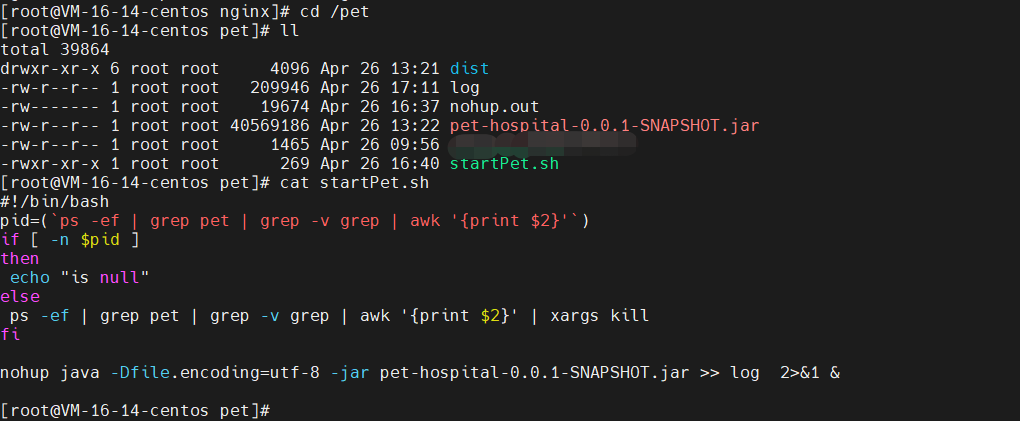 [root@VM-16-14-centos nginx]# cd /pet
[root@VM-16-14-centos pet]# ll
total 39864
drwxr-xr-x 6 root root     4096 Apr 26 13:21 dist
-rw-r--r-- 1 root root   209946 Apr 26 17:11 log
-rw------- 1 root root    19674 Apr 26 16:37 nohup.out
-rw-r--r-- 1 root root 40569186 Apr 26 13:22 pet-hospital-0.0.1-SNAPSHOT.jar
-rw-r--r-- 1 root root     1465 Apr 26 09:56
-rwxr-xr-x 1 root root      269 Apr 26 16:40 startPet.sh
[root@VM-16-14-centos pet]# cat startPet.sh
#!/bin/bash
pid=(`ps -ef | grep pet | grep -v grep | awk '{print $2}'`)
if [ -n $pid ]
then
 echo "is null"
else
 ps -ef | grep pet | grep -v grep | awk '{print $2}' | xargs kill
fi
nohup java -Dfile.encoding=utf-8 -jar pet-hospital-0.0.1-SNAPSHOT.jar >> log  2>&1 &
[root@VM-16-14-centos pet]#